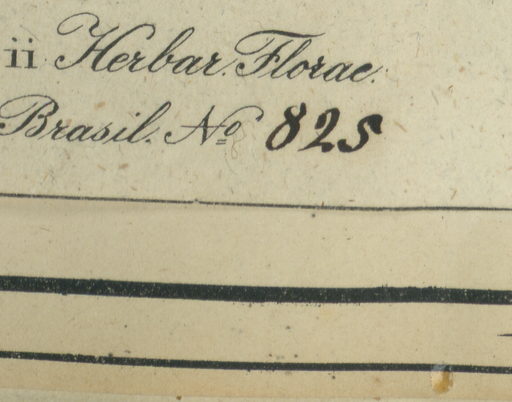 ii Herbar. Florae.
Brasil. Nº 825